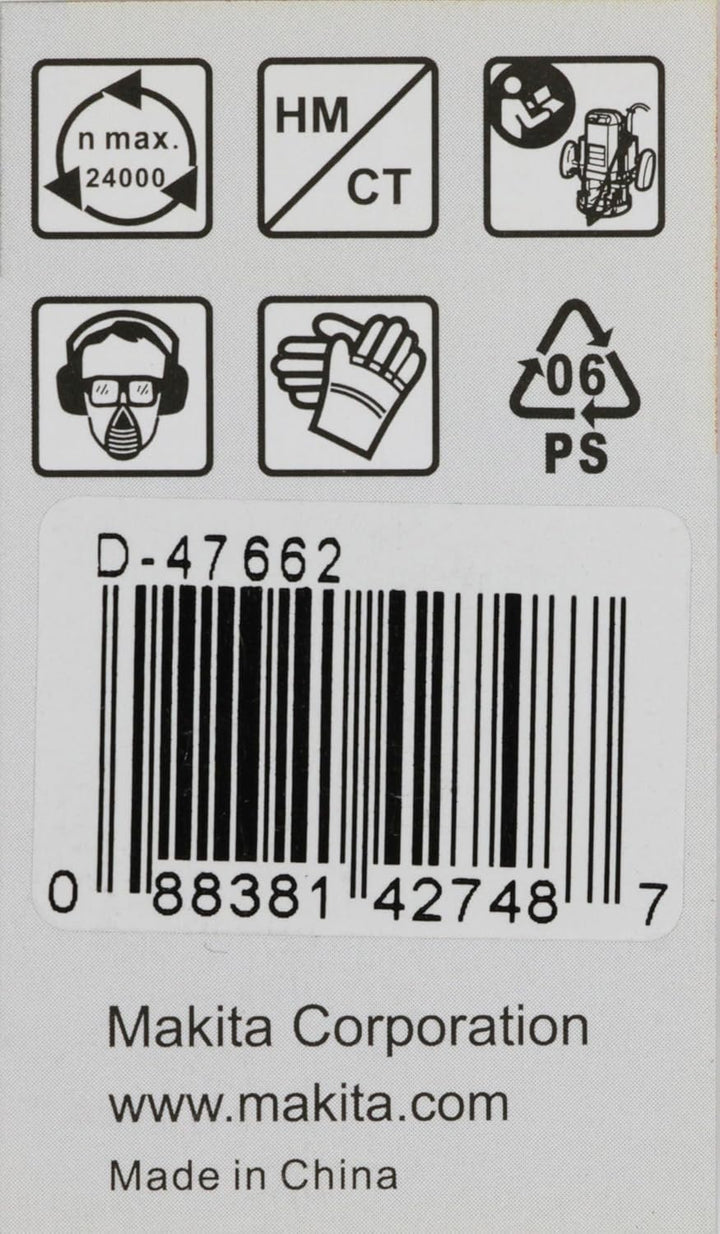 n max.
24000
HM
CT
06
PS
D-47662
0 88381 42748 7
Makita Corporation
www.makita.com
Made in China